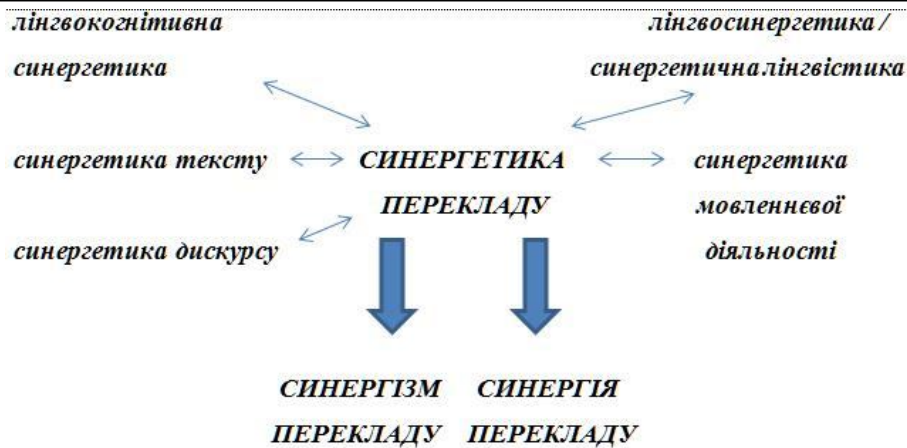 лінгвокогнітивна
синергетика
лінгвосинергетика /
синергетична лінгвістика
синергетика тексту
СИНЕРГЕТИКА
ПЕРЕКЛАДУ
синергетика
мовленнєвої
діяльності
синергетика дискурсу
СИНЕРГІЗМ
ПЕРЕКЛАДУ
СИНЕРГІЯ
ПЕРЕКЛАДУ